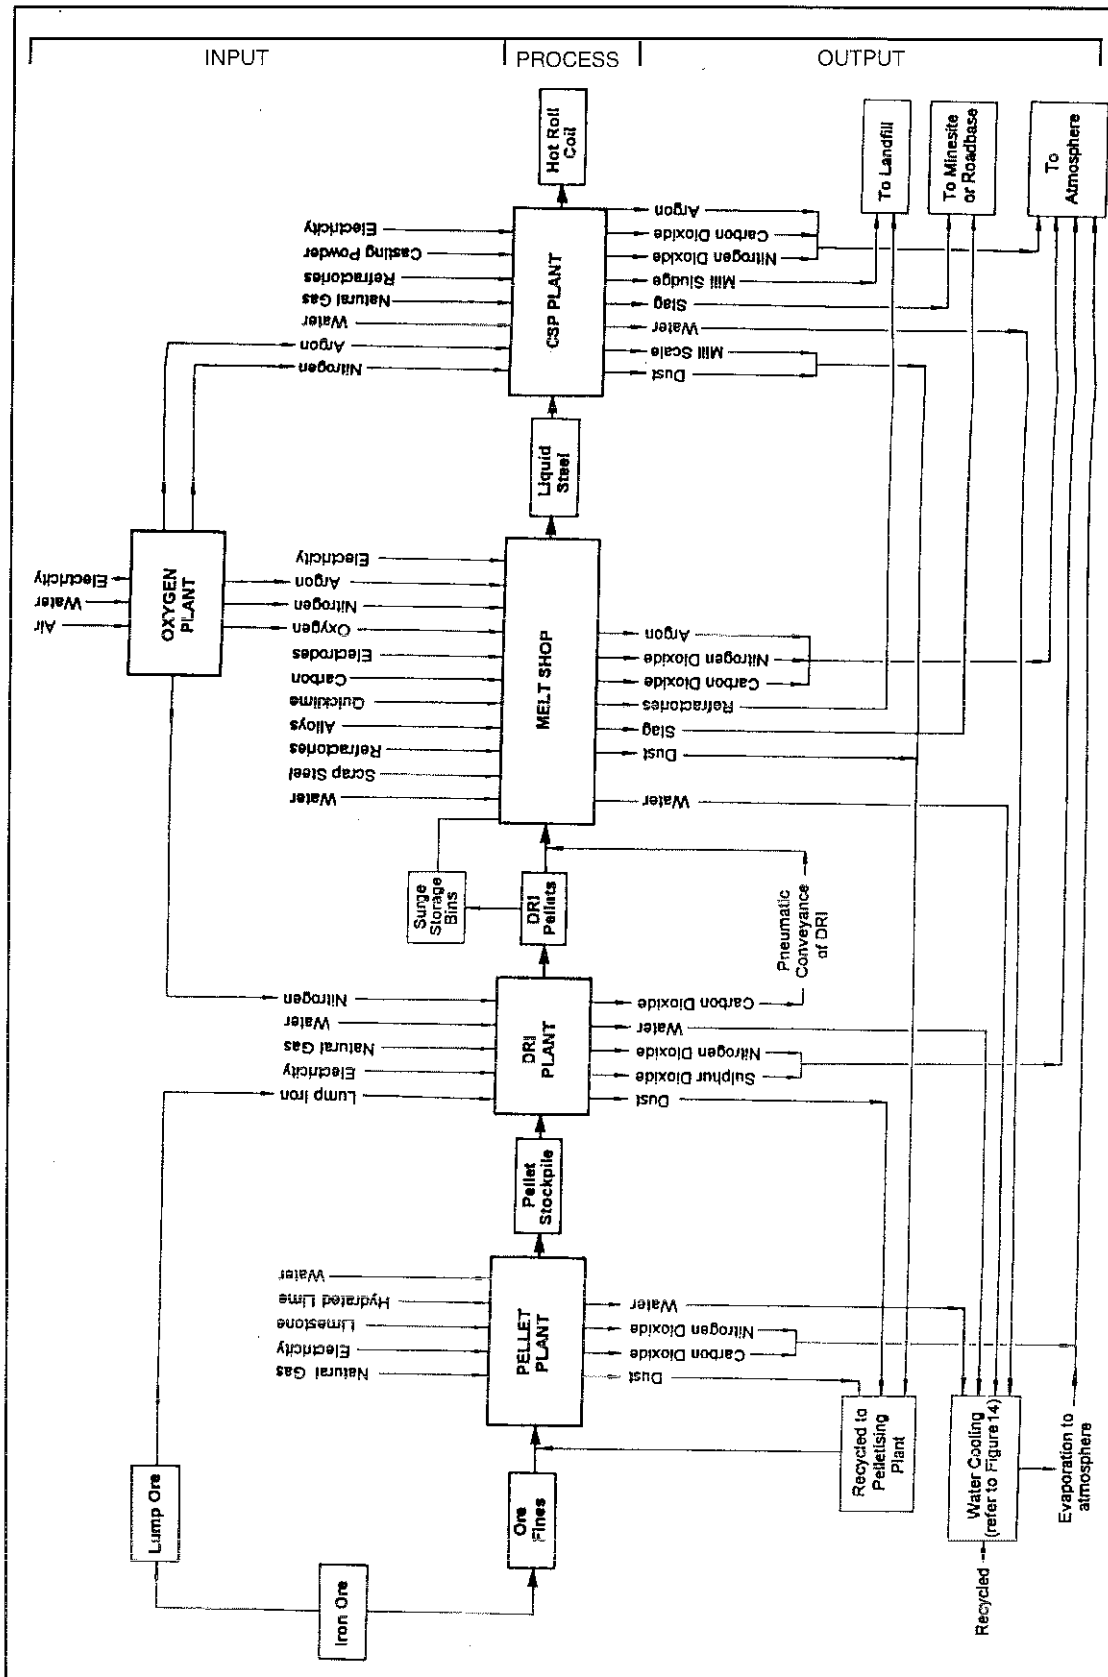 INPUT
PROCESS
OUTPUT
Iron Ore
Lump Ore
Ore
Fines
Natural Gas
Electricity
Limestone
Hydrated Lime
Water
PELLET
PLANT
Dust
Carbon Dioxide
Nitrogen Dioxide
Water
Pellet
Stockpile
Lump Iron
Electricity
Natural Gas
Water
Nitrogen
DRI
PLANT
Dust
Sulphur Dioxide
Nitrogen Dioxide
Water
Carbon Dioxide
Pneumatic
Conveyance
of DRI
DRI
Pellets
Surge
Storage
Bins
Air
Water
Electricity
OXYGEN
PLANT
Water
Scrap Steel
Refractories
Alloys
Quicklime
Carbon
Electrodes
Oxygen
Nitrogen
Argon
Electricity
MELT SHOP
Water
Dust
Slag
Refractories
Carbon Dioxide
Nitrogen Dioxide
Argon
Liquid
Steel
Nitrogen
Argon
Water
Natural Gas
Refractories
Casting Powder
Electricity
CSP PLANT
Dust
Mill Scale
Water
Slag
Mill Sludge
Nitrogen Dioxide
Carbon Dioxide
Argon
Hot Roll
Coil
Recycled to
Pelletising
Plant
Recycled
Water Cooling
(refer to Figure 14)
Evaporation to
atmosphere
To Landfill
To Minesite
or Roadbase
To
Atmosphere